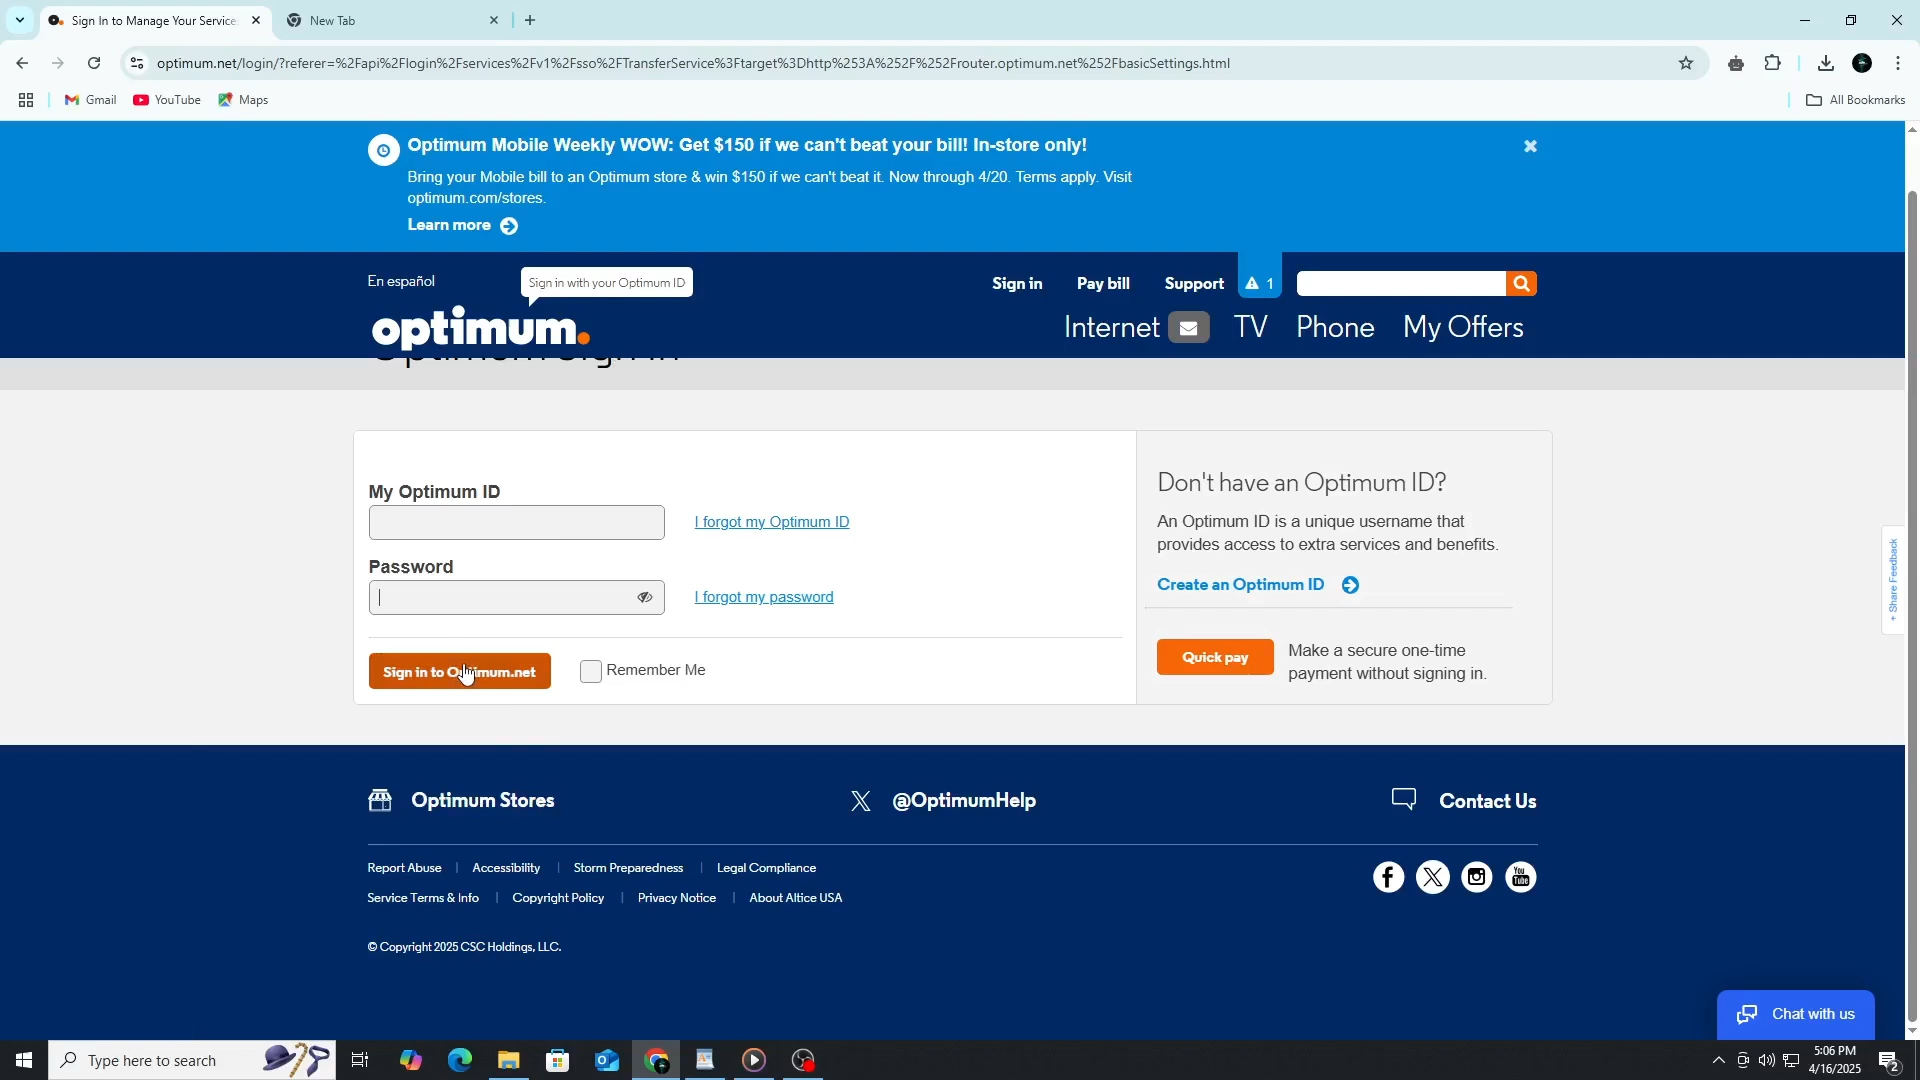 Sign In to Manage Your Service
New Tab
optimum.net/login/?referer=%2Fapi%2Flogin%2Fservices%2Fv1%2Fsso%2FTransferService%3Ftarget%3Dhttp%253A%252F%252Frouter.optimum.net%252FbasicSettings.html
Gmail
YouTube
Maps
All Bookmarks
Optimum Mobile Weekly WOW: Get $150 if we can't beat your bill! In-store only!
Bring your Mobile bill to an Optimum store & win $150 if we can't beat it. Now through 4/20. Terms apply. Visit
optimum.com/stores.
Learn more
En español
Sign in with your Optimum ID
Sign in
Pay bill
Support
1
optimum.
Internet
TV
Phone
My Offers
Optimum Sign in
My Optimum ID
I forgot my Optimum ID
Password
I forgot my password
Sign in to Optimum.net
Remember Me
Don't have an Optimum ID?
An Optimum ID is a unique username that
provides access to extra services and benefits.
Create an Optimum ID
Quick pay
Make a secure one-time
payment without signing in.
+ Share Feedback
Optimum Stores
@OptimumHelp
Contact Us
Report Abuse | Accessibility | Storm Preparedness | Legal Compliance
Service Terms & Info | Copyright Policy | Privacy Notice | About Altice USA
You Tube
© Copyright 2025 CSC Holdings, LLC.
Chat with us
Type here to search
5:06 PM
4/16/2025
2